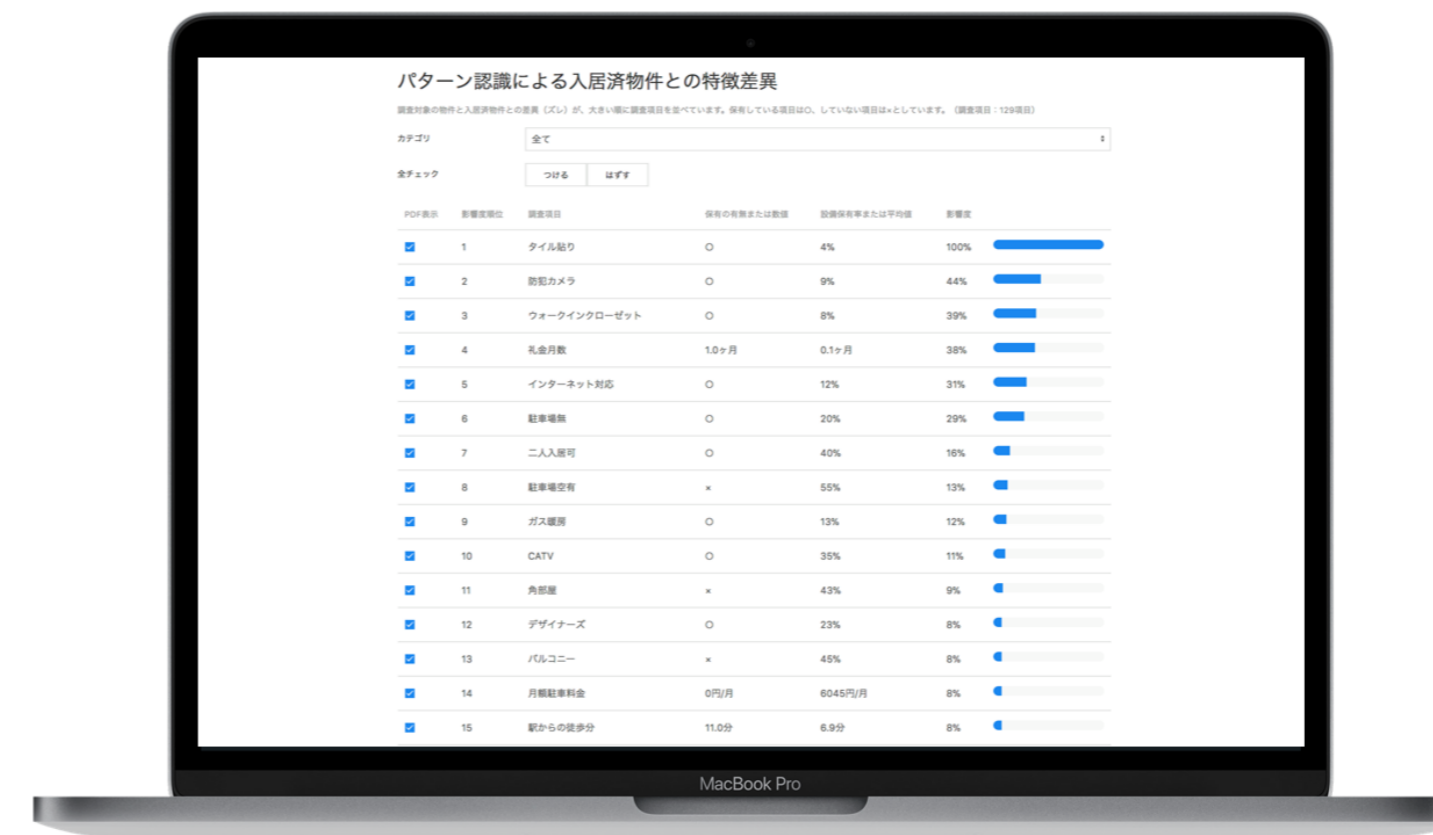 パターン認識による入居済物件との特徴差異
調査対象の物件と入居済物件との差異（ズレ）が、大きい順に調査項目を並べています。保有している項目は○、していない項目は×としています。（調査項目：129項目）
カテゴリ 全て
全チェック つける はずす
PDF表示 影響度順位 調査項目 保有の有無または数値 設備保有率または平均値 影響度
1 タイル貼り ○ 4% 100%
2 防犯カメラ ○ 9% 44%
3 ウォークインクローゼット ○ 8% 39%
4 礼金月数 1.0ヶ月 0.1ヶ月 38%
5 インターネット対応 ○ 12% 31%
6 駐車場無 ○ 20% 29%
7 二人入居可 ○ 40% 16%
8 駐車場空有 × 55% 13%
9 ガス暖房 ○ 13% 12%
10 CATV ○ 35% 11%
11 角部屋 × 43% 9%
12 デザイナーズ ○ 23% 8%
13 バルコニー × 45% 8%
14 月額駐車料金 0円/月 6045円/月 8%
15 駅からの徒歩分 11.0分 6.9分 8%
MacBook Pro